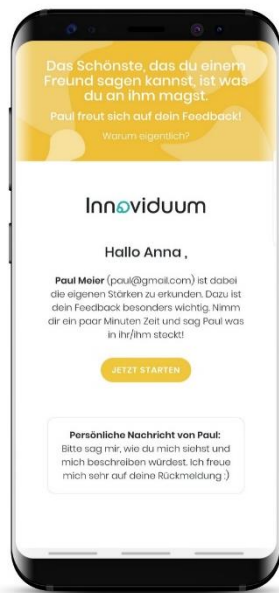 Das Schönste, das du einem
Freund sagen kannst, ist was
du an ihm magst.
Paul freut sich auf dein Feedback!
Warum eigentlich?
Innoviduum
Hallo Anna ,
Paul Meier (paul@gmail.com) ist dabei
die eigenen Stärken zu erkunden. Dazu ist
dein Feedback besonders wichtig. Nimm
dir ein paar Minuten Zeit und sag Paul was
in ihr/ihm steckt!
JETZT STARTEN
Persönliche Nachricht von Paul:
Bitte sag mir, wie du mich siehst und
mich beschreiben würdest. Ich freue
mich sehr auf deine Rückmeldung :)